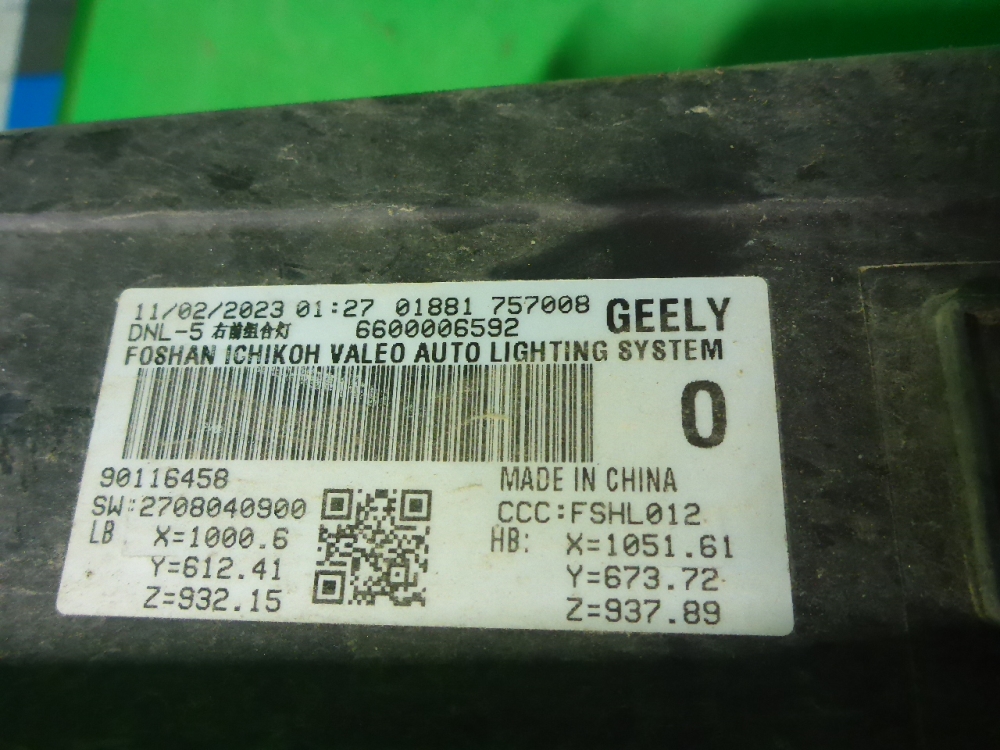 11/02/2023 01:27 01881 757008
GEELY
DNL-5 右前组合灯 6600006592
FOSHAN ICHIKOH VALEO AUTO LIGHTING SYSTEM
0
90116458
MADE IN CHINA
SW:2708040900
CCC:FSHL012
LB X=1000.6
HB: X=1051.61
Y=612.41
Y=673.72
Z=932.15
Z=937.89